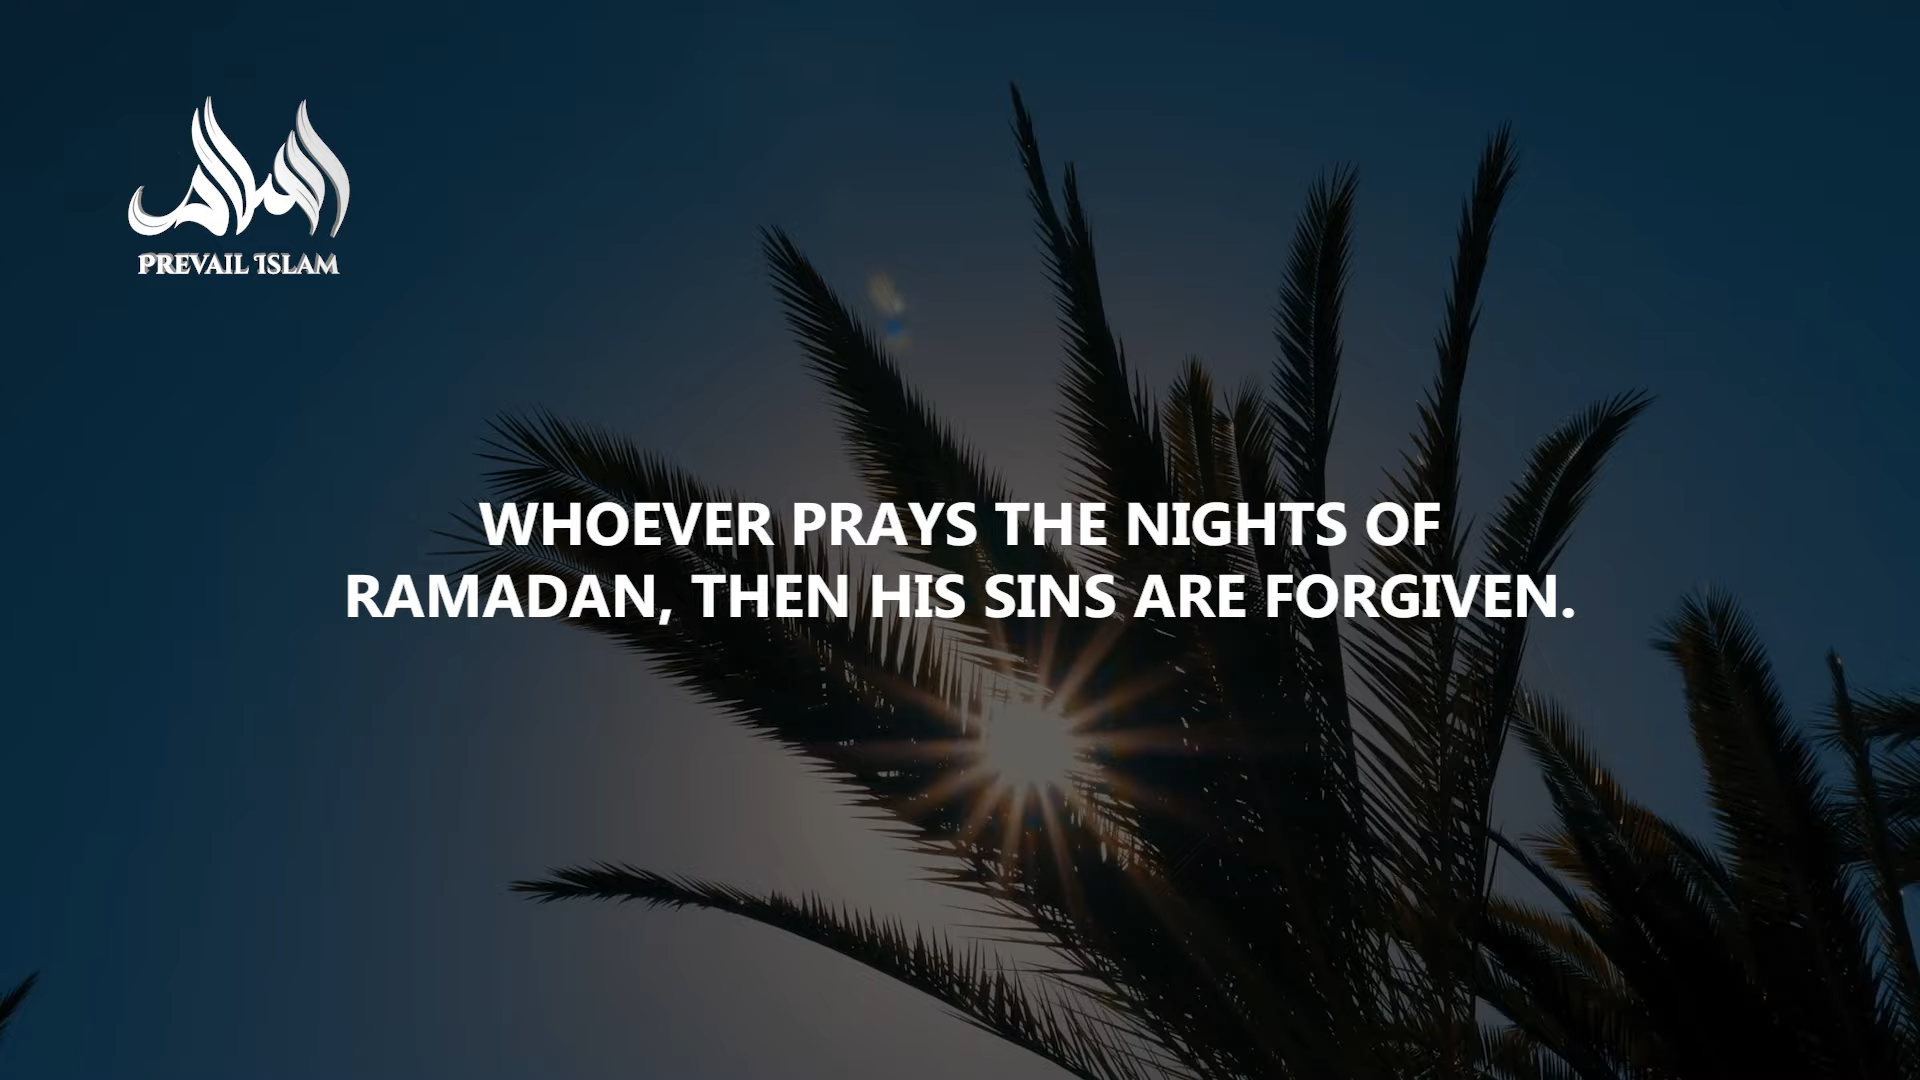 PREVAIL ISLAM
WHOEVER PRAYS THE NIGHTS OF
RAMADAN, THEN HIS SINS ARE FORGIVEN.